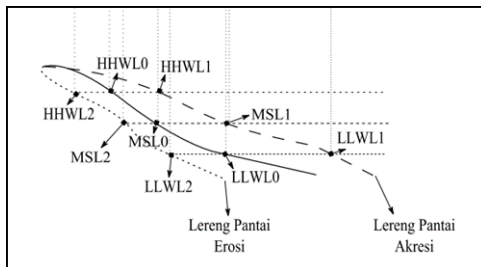 HHWL0
HHWL1
HHWL2
MSL1
MSL0
MSL2
LLWL1
LLWL2
LLWL0
Lereng Pantai
Erosi
Lereng Pantai
Akresi